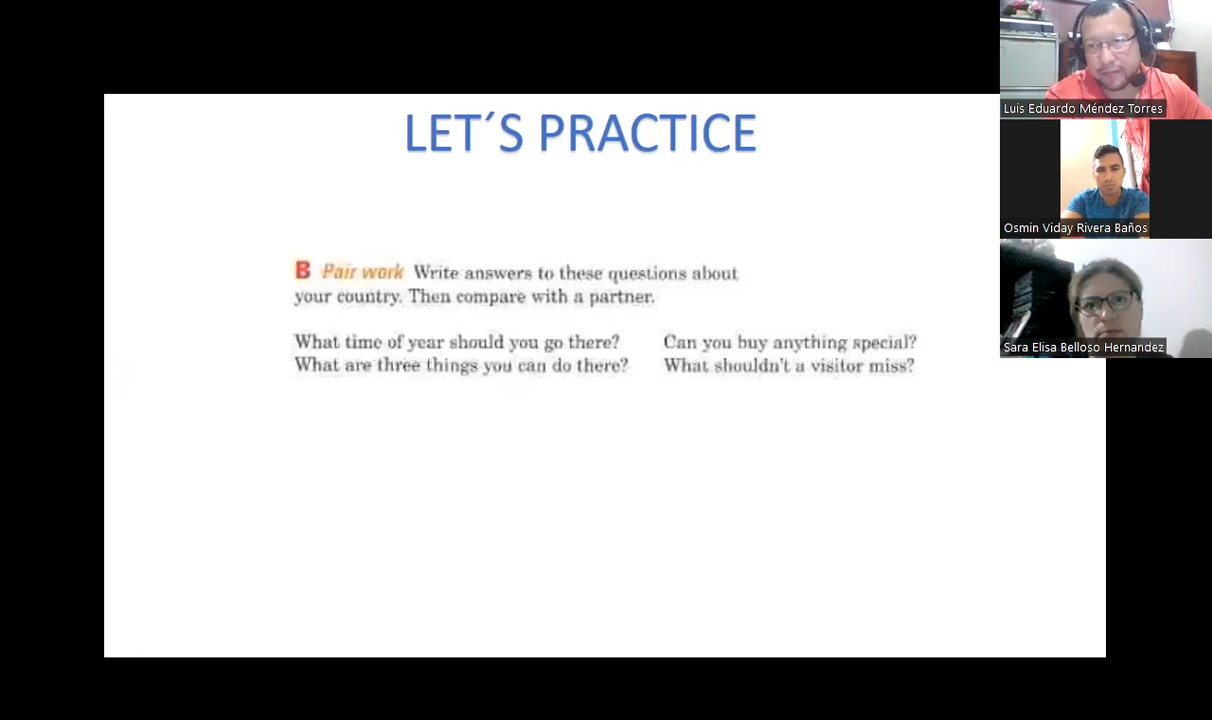 LET´S PRACTICE
B Pair work Write answers to these questions about
your country. Then compare with a partner.
What time of year should you go there?
What are three things you can do there?
Can you buy anything special?
What shouldn't a visitor miss?
Luis Eduardo Méndez Torres
Osmin Viday Rivera Baños
Sara Elisa Belloso Hernandez